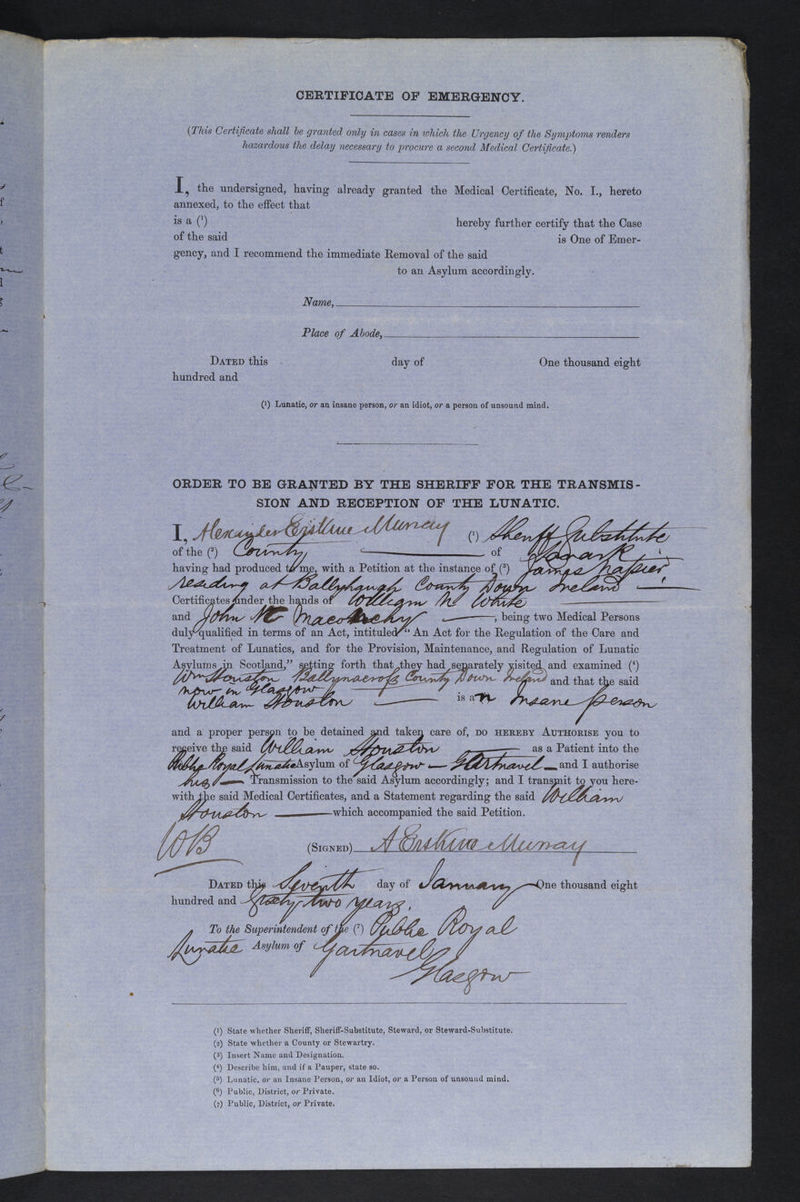 CERTIFICATE OF EMERGENCY.
(This Certificate shall be granted only in cases in which the Urgency of the Symptoms renders
hazardous the delay necessary to procure a second Medical Certificate.)
I, the undersigned, having already granted the Medical Certificate, No. I., hereto
annexed, to the effect that
is a (¹) hereby further certify that the Case
of the said is One of Emer-
gency, and I recommend the immediate Removal of the said
to an Asylum accordingly.
Name,
Place of Abode,
DATED this day of One thousand eight
hundred and
(¹) Lunatic, or an insane person, or an idiot, or a person of unsound mind.
ORDER TO BE GRANTED BY THE SHERIFF FOR THE TRANSMIS-
SION AND RECEPTION OF THE LUNATIC.
I, Alexander Erskine Murray (¹) Sheriff Substitute
of the (²) County of Lanark
having had produced to me, with a Petition at the instance of (³) James Napier
residing at County Down Ireland
Certificates under the hands of William White
and John being two Medical Persons
duly qualified in terms of an Act, intituled "An Act for the Regulation of the Care and
Treatment of Lunatics, and for the Provision, Maintenance, and Regulation of Lunatic
Asylums in Scotland," setting forth that they had separately visited and examined (⁴)
Wm Houston Ballymacroft County Down Ireland and that the said
now in Glasgow
William Houston is an Insane person
and a proper person to be detained and taken care of, DO HEREBY AUTHORISE you to
receive the said William Houston as a Patient into the
Public Royal Lunatic Asylum of Glasgow — Gartnavel — and I authorise
his Transmission to the said Asylum accordingly; and I transmit to you here-
with the said Medical Certificates, and a Statement regarding the said William
Houston which accompanied the said Petition.
WB (SIGNED) A Erskine Murray
DATED this Seventh day of January One thousand eight
hundred and Sixty two years.
To the Superintendent of the (⁷) Public Royal
Lunatic Asylum of Gartnavel
Glasgow
(1) State whether Sheriff, Sheriff-Substitute, Steward, or Steward-Substitute.
(2) State whether a County or Stewartry.
(3) Insert Name and Designation.
(4) Describe him, and if a Pauper, state so.
(5) Lunatic, or an Insane Person, or an Idiot, or a Person of unsound mind.
(6) Public, District, or Private.
(7) Public, District, or Private.